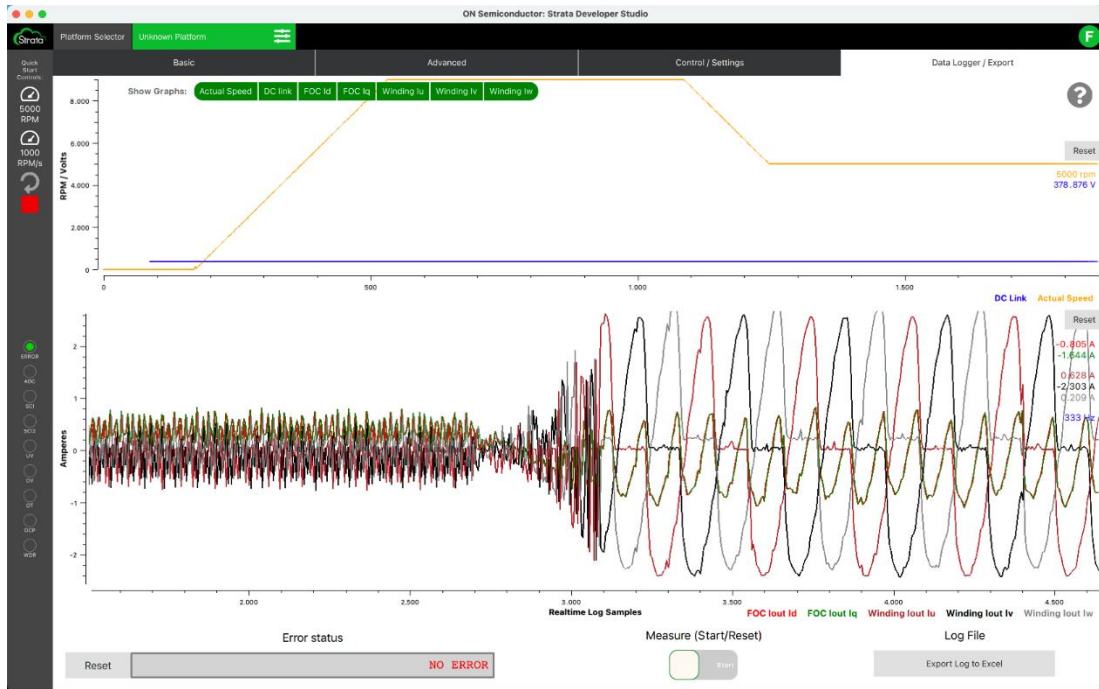 ON Semiconductor: Strata Developer Studio
Strata
Platform Selector
Unknown Platform
F
Quick
Start
Controls
5000
RPM
1000
RPM/s
Basic
Advanced
Control / Settings
Data Logger / Export
Show Graphs:
Actual Speed
DC link
FOC Id
FOC Iq
Winding Iu
Winding Iv
Winding Iw
?
Reset
5000 rpm
378.876 V
RPM / Volts
8.000
6.000
4.000
2.000
0
0
500
1.000
1.500
DC Link
Actual Speed
Reset
-0.805 A
-1.644 A
0.628 A
-2.303 A
0.209 A
333 Hz
Amperes
2
1
0
-1
-2
2.000
2.500
3.000
3.500
4.000
4.500
Realtime Log Samples
FOC Iout Id
FOC Iout Iq
Winding Iout Iu
Winding Iout Iv
Winding Iout Iw
ERROR
ADC
SCI
SCI2
UV
OV
OT
OCP
WDR
Error status
Reset
NO ERROR
Measure (Start/Reset)
Start
Log File
Export Log to Excel